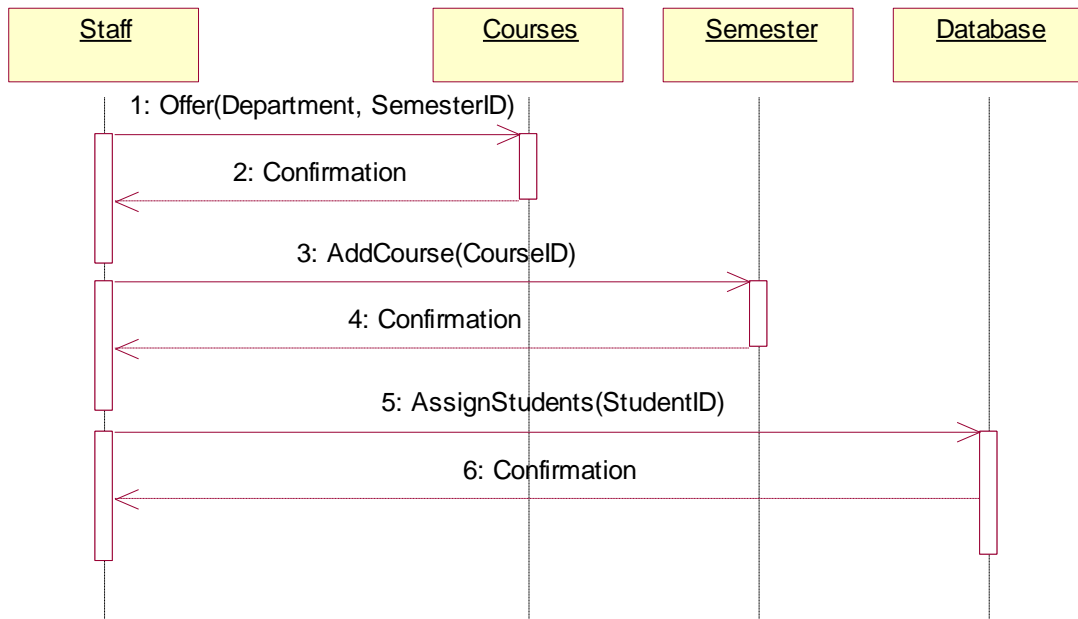 Staff
Courses
Semester
Database
1: Offer(Department, SemesterID)
2: Confirmation
3: AddCourse(CourseID)
4: Confirmation
5: AssignStudents(StudentID)
6: Confirmation